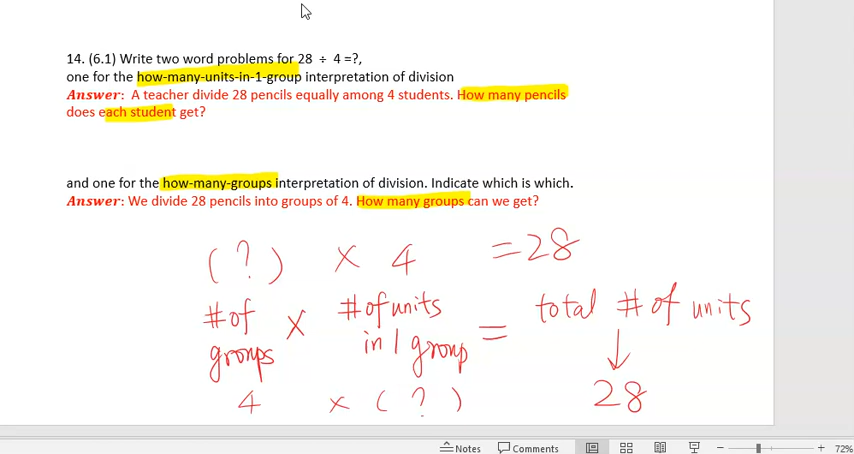 14. (6.1) Write two word problems for 28 ÷ 4 =?,
one for the how-many-units-in-1-group interpretation of division
Answer: A teacher divide 28 pencils equally among 4 students. How many pencils
does each student get?
and one for the how-many-groups interpretation of division. Indicate which is which.
Answer: We divide 28 pencils into groups of 4. How many groups can we get?
( ? ) × 4 = 28
# of groups × # of units in 1 group = total # of units
4 × ( ? ) 28
Notes Comments 72%